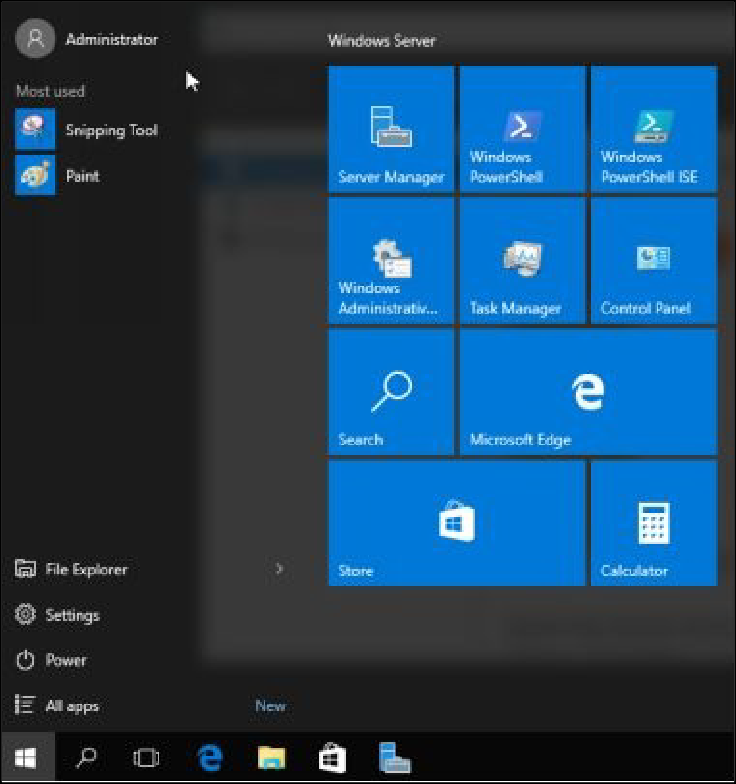 Administrator
Most used
Snipping Tool
Paint
File Explorer
Settings
Power
All apps
New
Windows Server
Server Manager
Windows
PowerShell
Windows
PowerShell ISE
Windows
Administrativ...
Task Manager
Control Panel
Search
Microsoft Edge
Store
Calculator